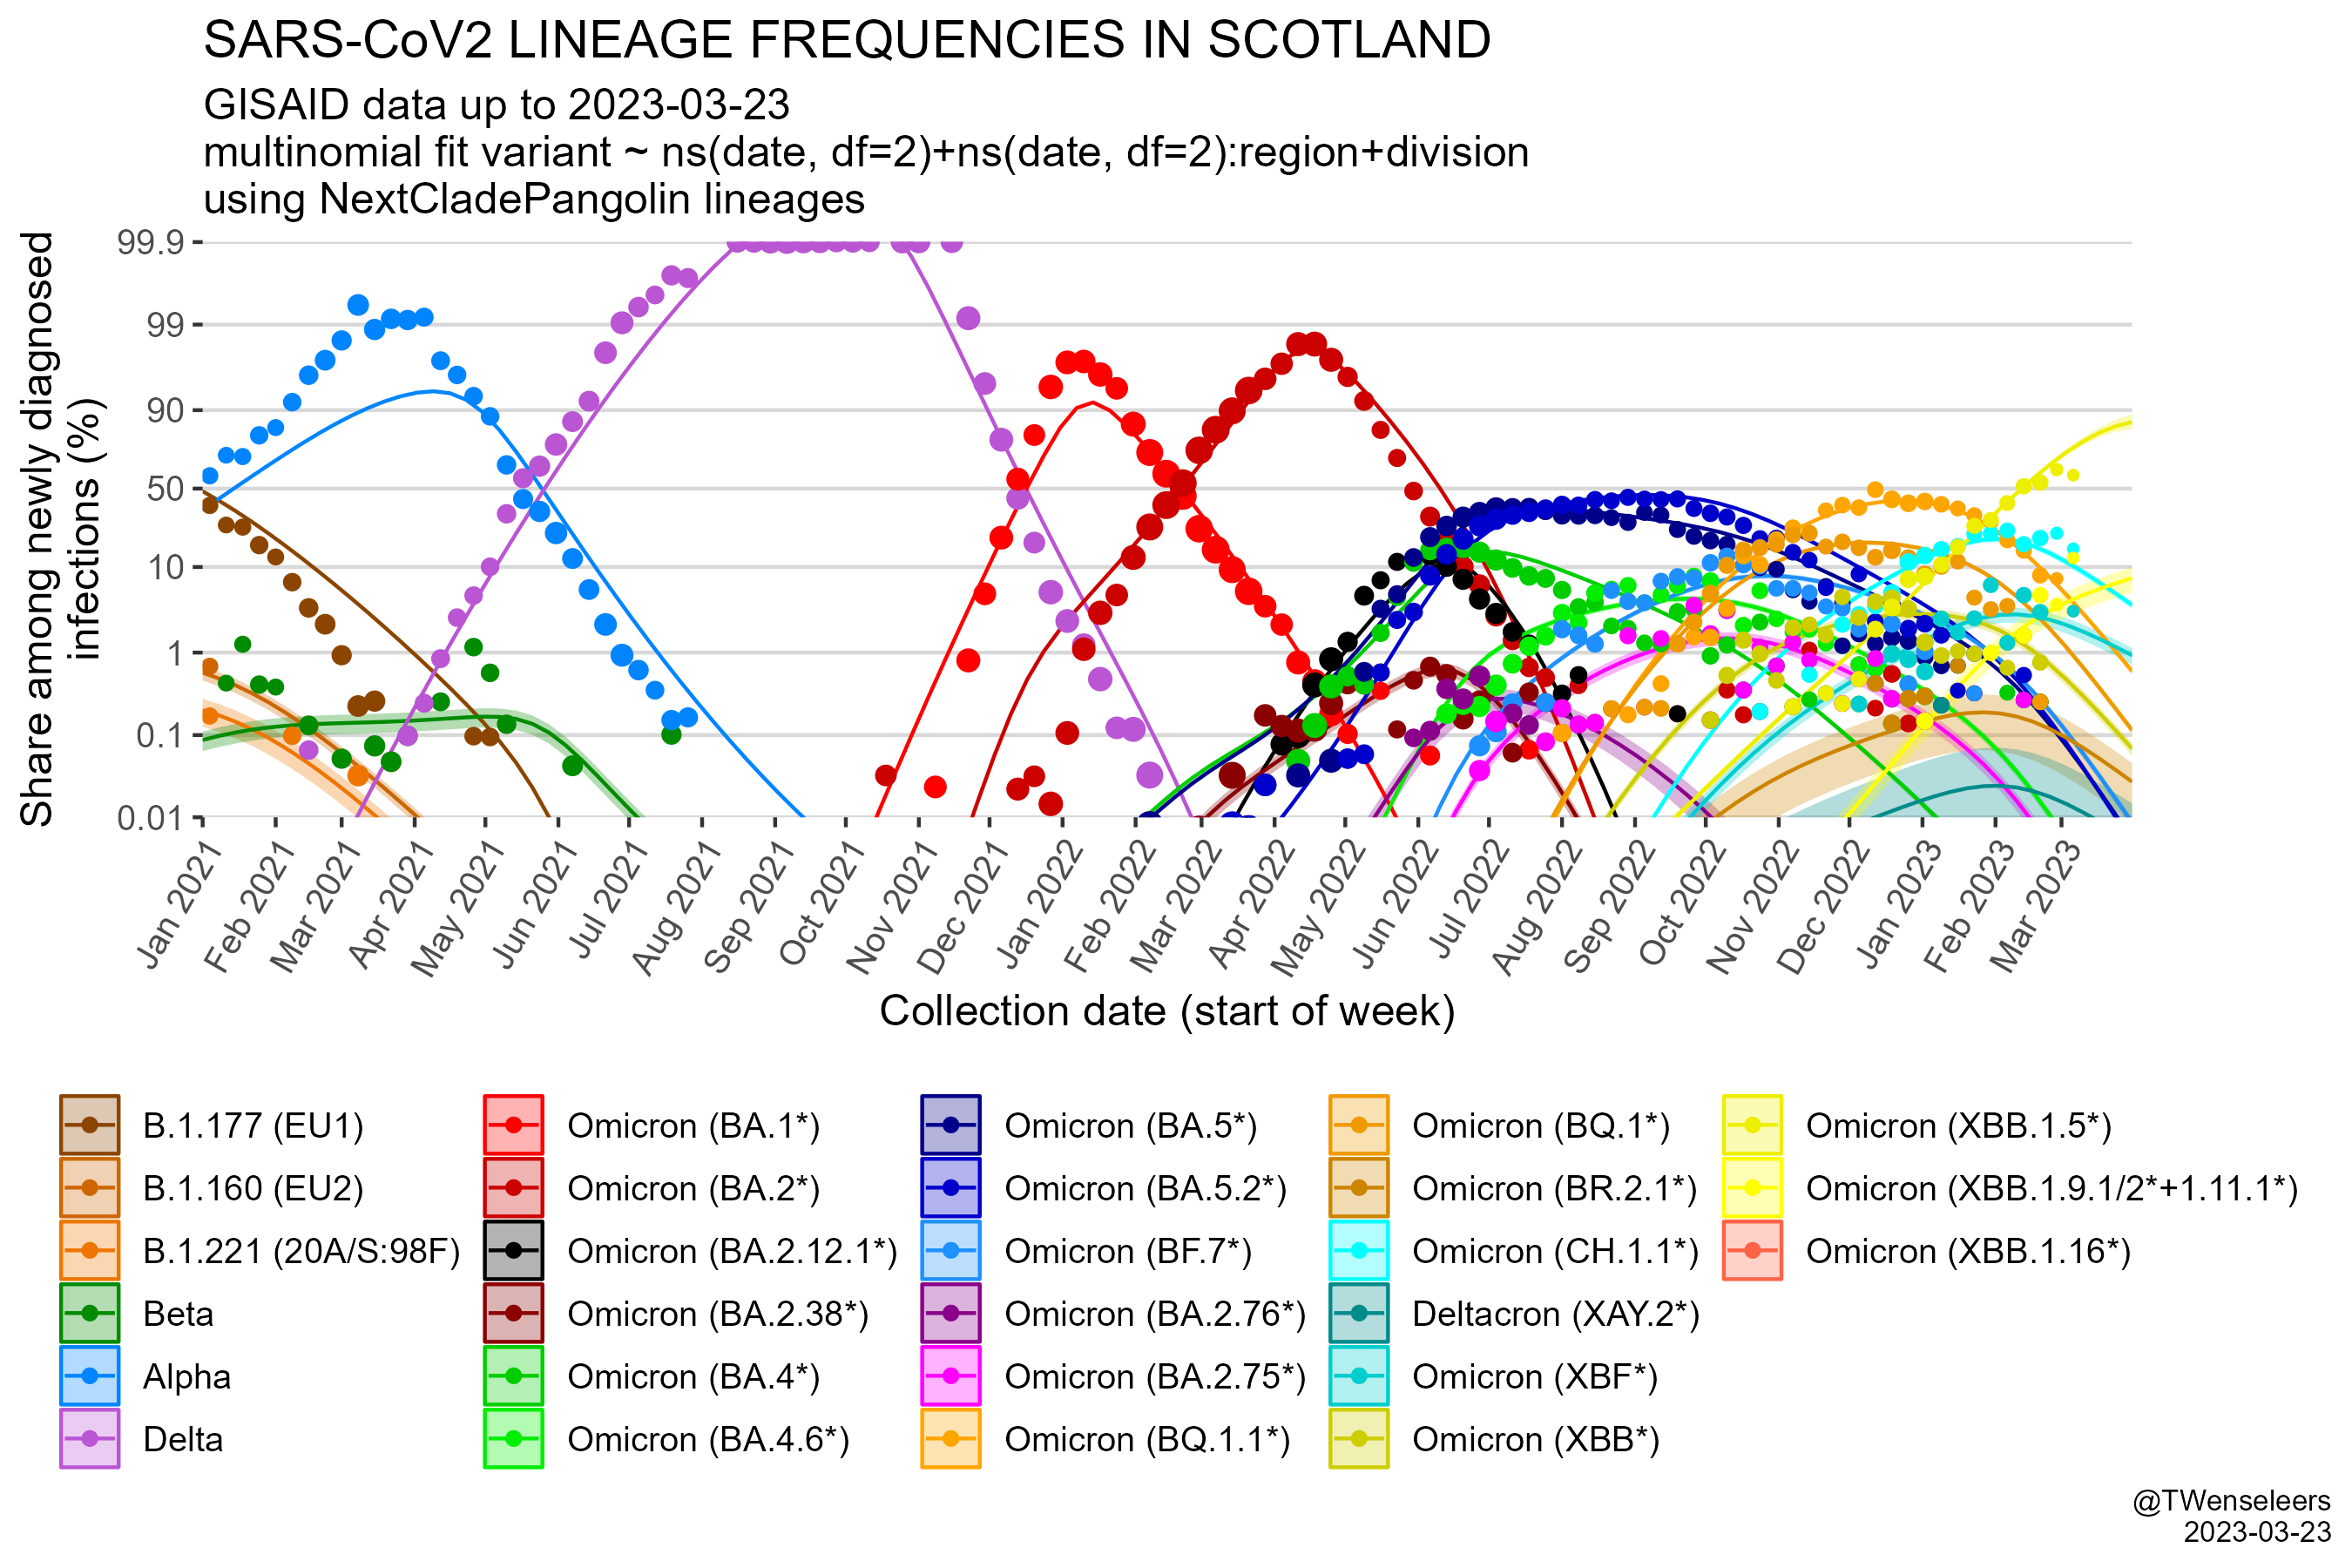 SARS-CoV2 LINEAGE FREQUENCIES IN SCOTLAND
GISAID data up to 2023-03-23
multinomial fit variant ~ ns(date, df=2)+ns(date, df=2):region+division
using NextCladePangolin lineages
Share among newly diagnosed
infections (%)
99.9
99
90
50
10
1
0.1
0.01
Jan 2021
Feb 2021
Mar 2021
Apr 2021
May 2021
Jun 2021
Jul 2021
Aug 2021
Sep 2021
Oct 2021
Nov 2021
Dec 2021
Jan 2022
Feb 2022
Mar 2022
Apr 2022
May 2022
Jun 2022
Jul 2022
Aug 2022
Sep 2022
Oct 2022
Nov 2022
Dec 2022
Jan 2023
Feb 2023
Mar 2023
Collection date (start of week)
B.1.177 (EU1)
B.1.160 (EU2)
B.1.221 (20A/S:98F)
Beta
Alpha
Delta
Omicron (BA.1*)
Omicron (BA.2*)
Omicron (BA.2.12.1*)
Omicron (BA.2.38*)
Omicron (BA.4*)
Omicron (BA.4.6*)
Omicron (BA.5*)
Omicron (BA.5.2*)
Omicron (BF.7*)
Omicron (BA.2.76*)
Omicron (BA.2.75*)
Omicron (BQ.1.1*)
Omicron (BQ.1*)
Omicron (BR.2.1*)
Omicron (CH.1.1*)
Deltacron (XAY.2*)
Omicron (XBF*)
Omicron (XBB*)
Omicron (XBB.1.5*)
Omicron (XBB.1.9.1/2*+1.11.1*)
Omicron (XBB.1.16*)
@TWenseleers
2023-03-23